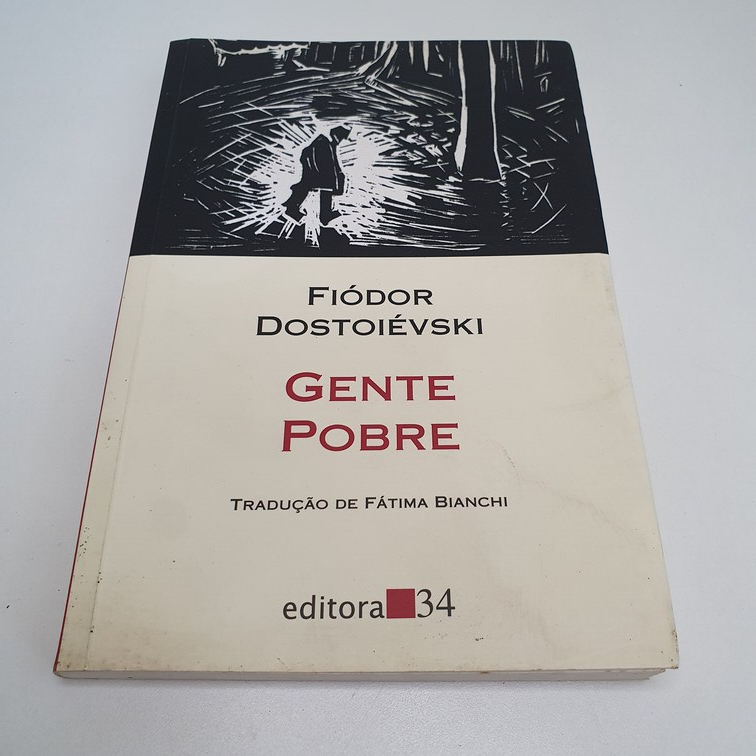 FIÓDOR
DOSTOIÉVSKI
GENTE
POBRE
TRADUÇÃO DE FÁTIMA BIANCHI
editora 34